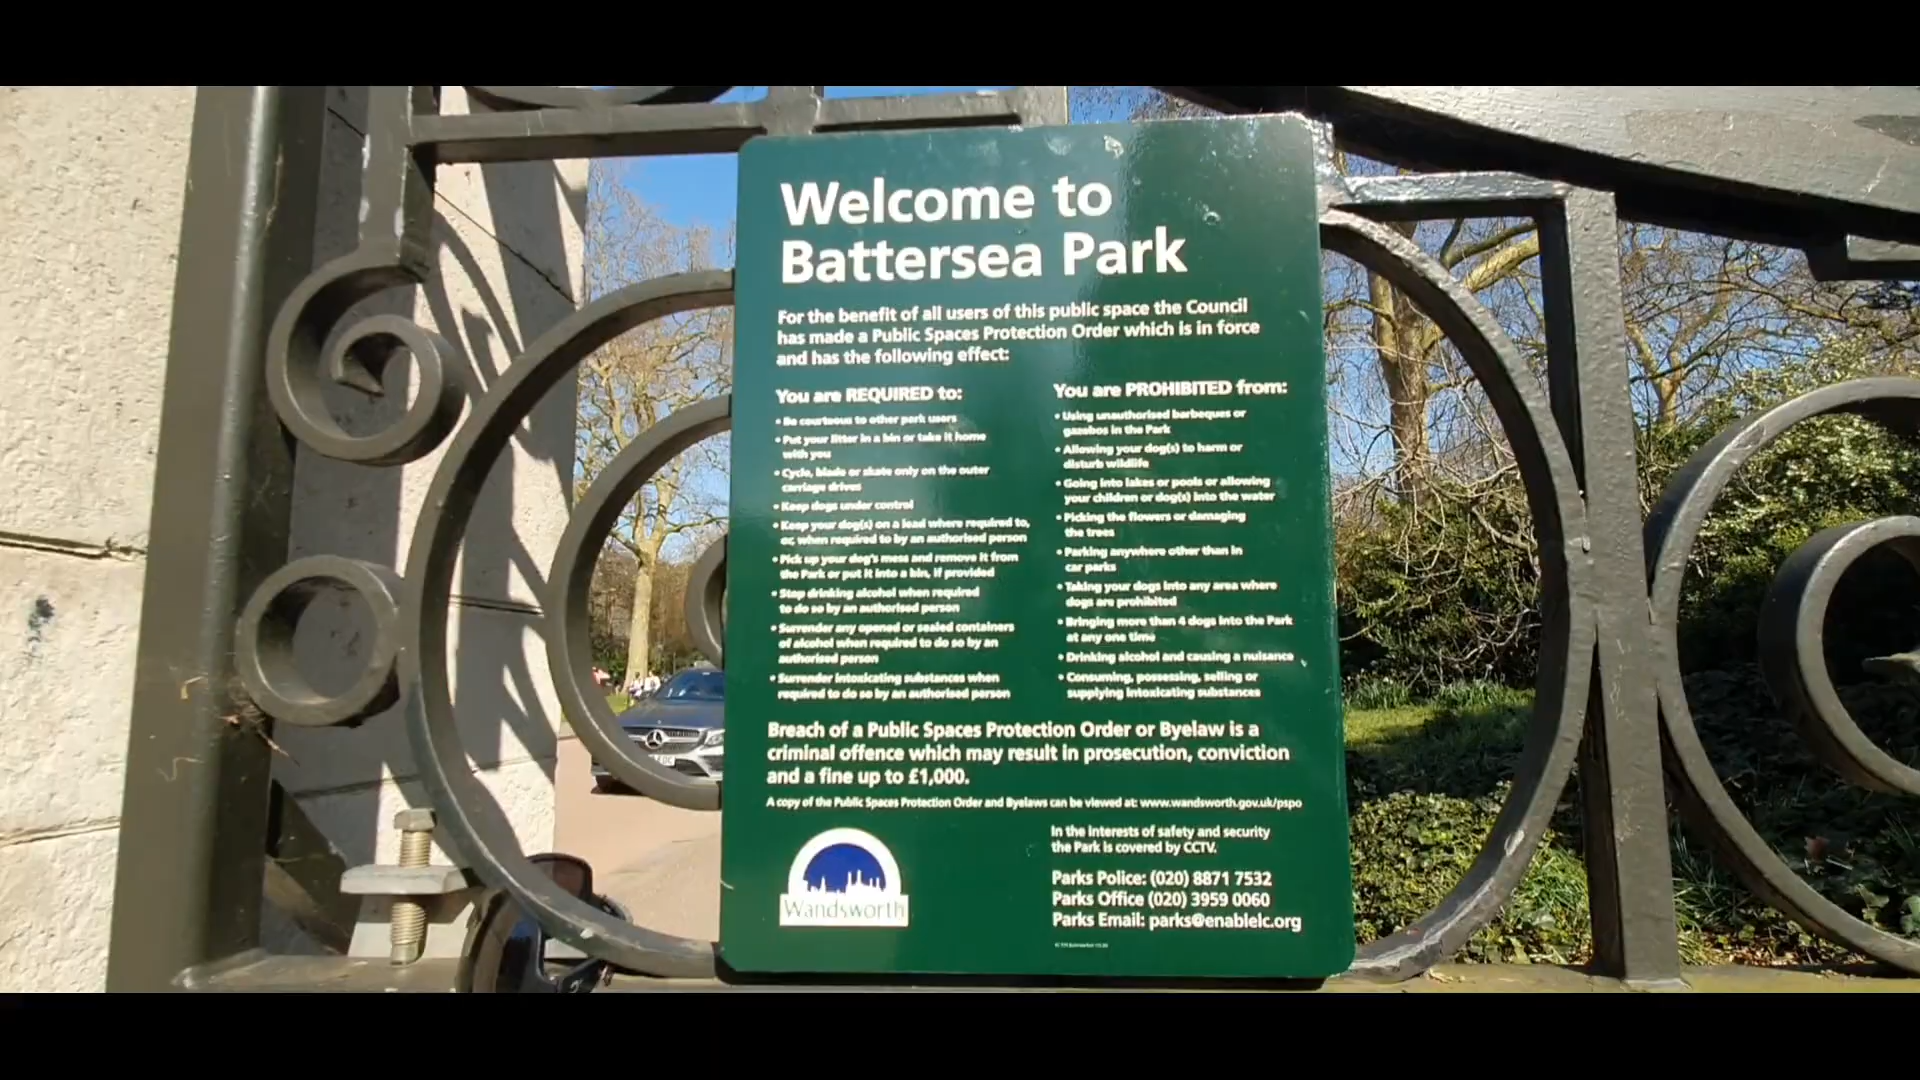 Welcome to
Battersea Park
For the benefit of all users of this public space the Council
has made a Public Spaces Protection Order which is in force
and has the following effect:
You are REQUIRED to:
• Be courteous to other park users
• Put your litter in a bin or take it home
with you
• Cycle, blade or skate only on the outer
carriage drives
• Keep dogs under control
• Keep your dog(s) on a lead where required to,
or, when required to by an authorised person
• Pick up your dog's mess and remove it from
the Park or put it into a bin, if provided
• Stop drinking alcohol when required
to do so by an authorised person
• Surrender any opened or sealed containers
of alcohol when required to do so by an
authorised person
• Surrender intoxicating substances when
required to do so by an authorised person
You are PROHIBITED from:
• Using unauthorised barbeques or
gazebos in the Park
• Allowing your dog(s) to harm or
disturb wildlife
• Going into lakes or pools or allowing
your children or dog(s) into the water
• Picking the flowers or damaging
the trees
• Parking anywhere other than in
car parks
• Taking your dogs into any area where
dogs are prohibited
• Bringing more than 4 dogs into the Park
at any one time
• Drinking alcohol and causing a nuisance
• Consuming, possessing, selling or
supplying intoxicating substances
Breach of a Public Spaces Protection Order or Byelaw is a
criminal offence which may result in prosecution, conviction
and a fine up to £1,000.
A copy of the Public Spaces Protection Order and Byelaws can be viewed at: www.wandsworth.gov.uk/pspo
Wandsworth
In the interests of safety and security
the Park is covered by CCTV.
Parks Police: (020) 8871 7532
Parks Office (020) 3959 0060
Parks Email: parks@enablelc.org